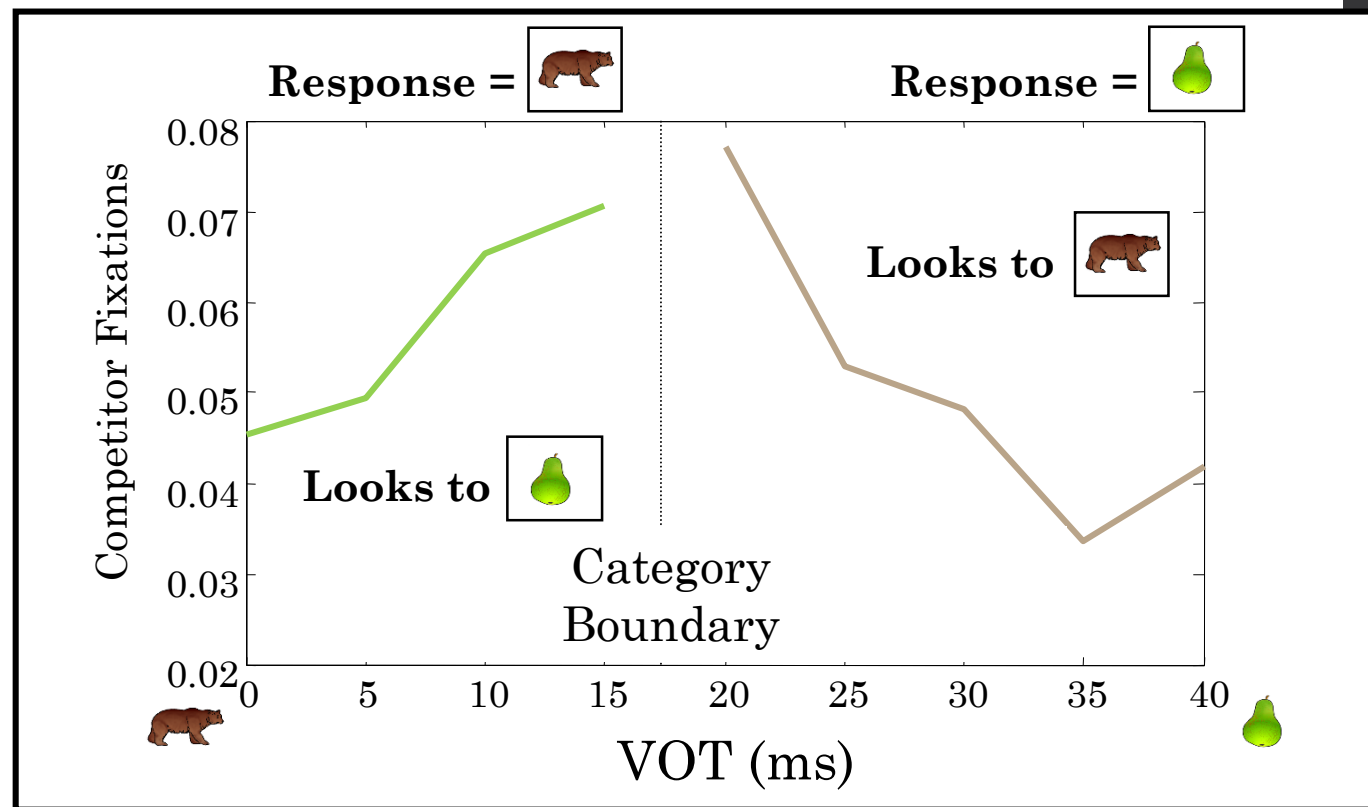 Response =
Response =
0.08
0.07
0.06
0.05
0.04
0.03
0.02
Competitor Fixations
Looks to
Looks to
Category
Boundary
0 5 10 15 20 25 30 35 40
VOT (ms)